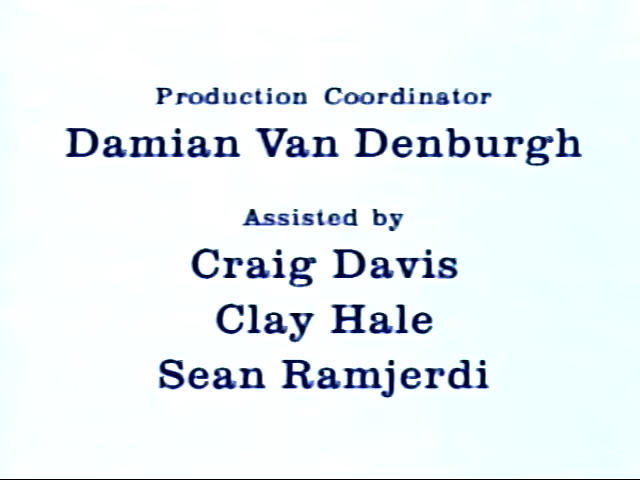 Production Coordinator
Damian Van Denburgh
Assisted by
Craig Davis
Clay Hale
Sean Ramjerdi